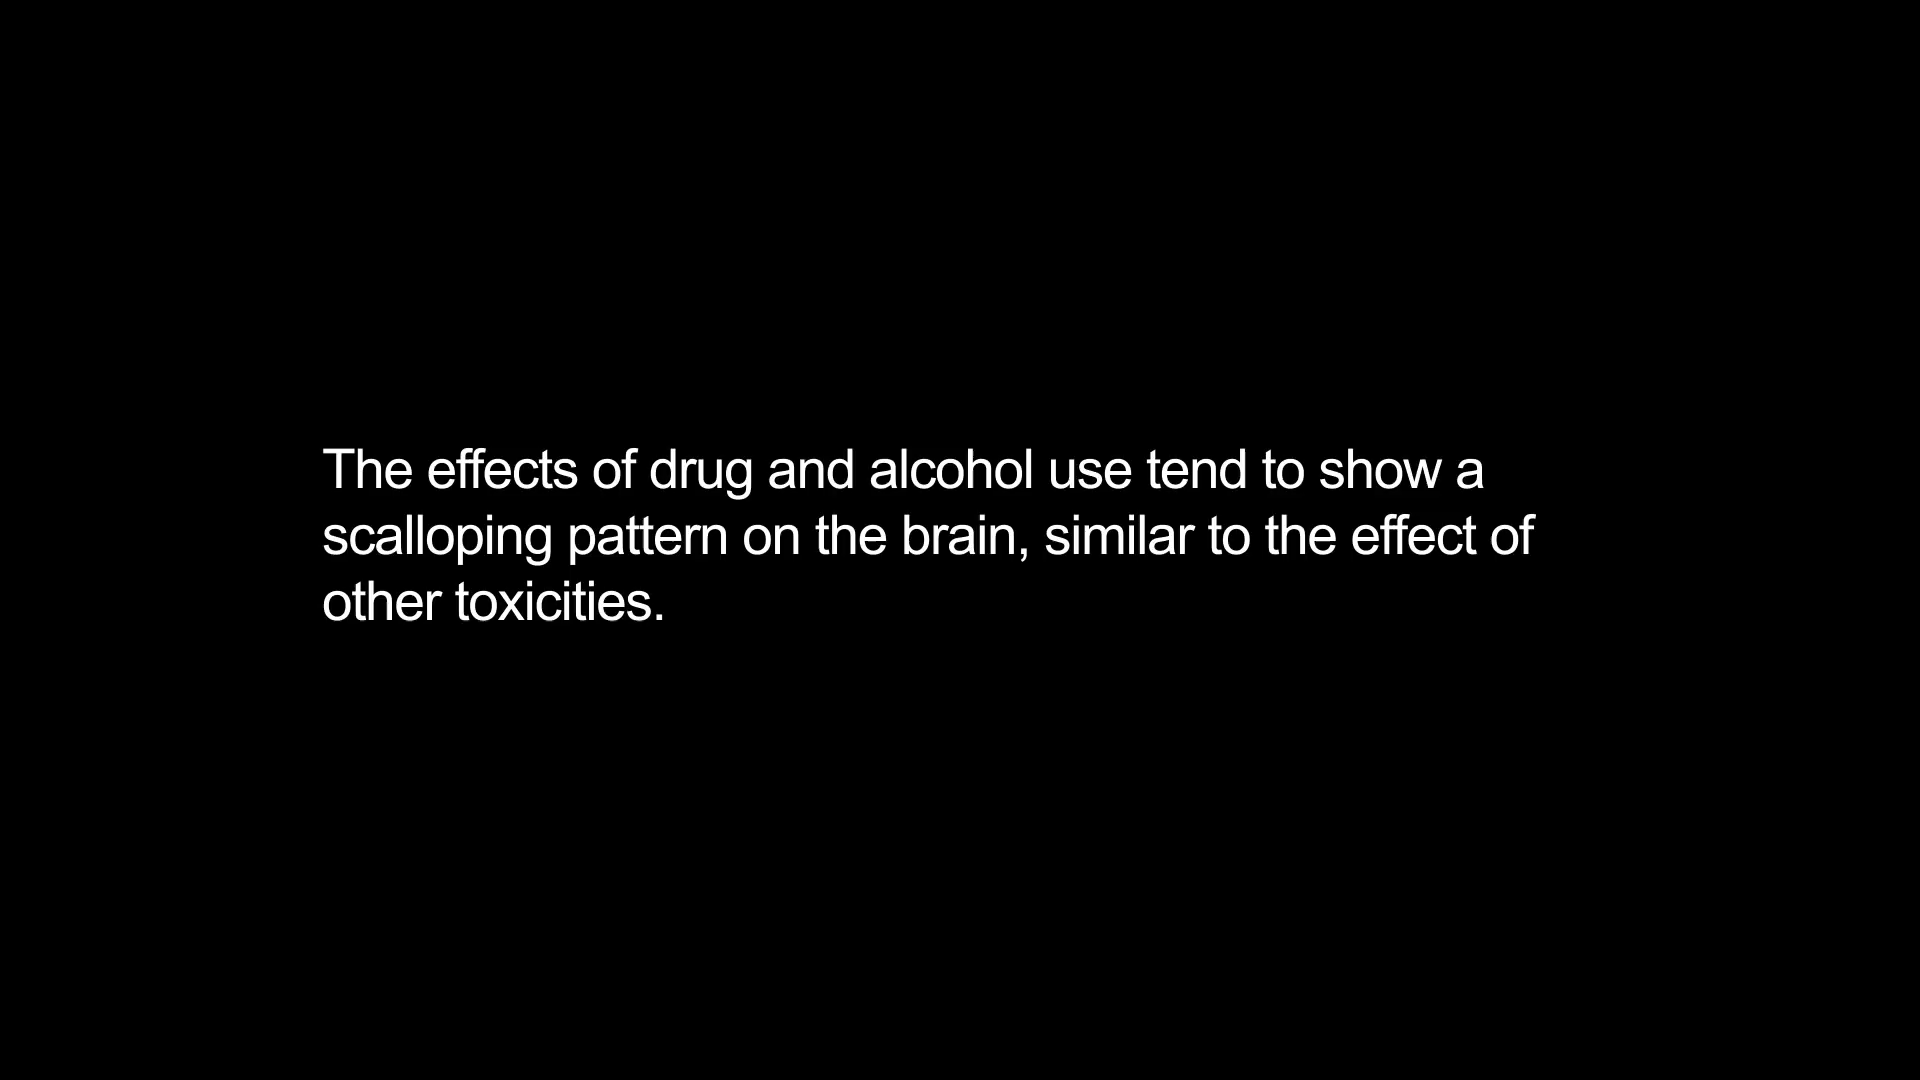 The effects of drug and alcohol use tend to show a
scalloping pattern on the brain, similar to the effect of
other toxicities.